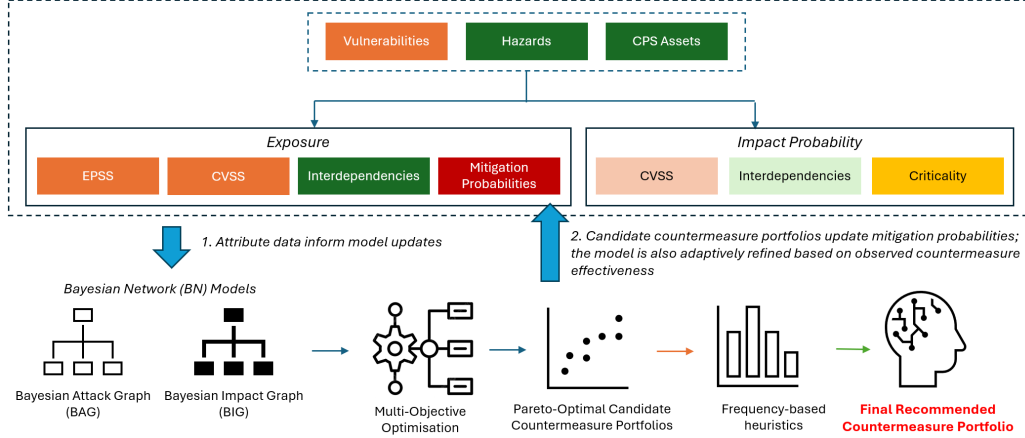 Vulnerabilities
Hazards
CPS Assets
Exposure
EPSS
CVSS
Interdependencies
Mitigation
Probabilities
Impact Probability
CVSS
Interdependencies
Criticality
1. Attribute data inform model updates
2. Candidate countermeasure portfolios update mitigation probabilities;
the model is also adaptively refined based on observed countermeasure
effectiveness
Bayesian Network (BN) Models
Bayesian Attack Graph
(BAG)
Bayesian Impact Graph
(BIG)
Multi-Objective
Optimisation
Pareto-Optimal Candidate
Countermeasure Portfolios
Frequency-based
heuristics
Final Recommended
Countermeasure Portfolio